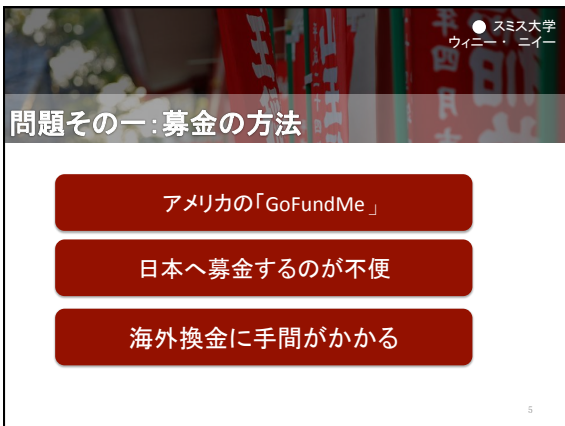 スミス大学
ウィニー・ ニイー
問題その一：募金の方法
アメリカの「GoFundMe」
日本へ募金するのが不便
海外換金に手間がかかる
5